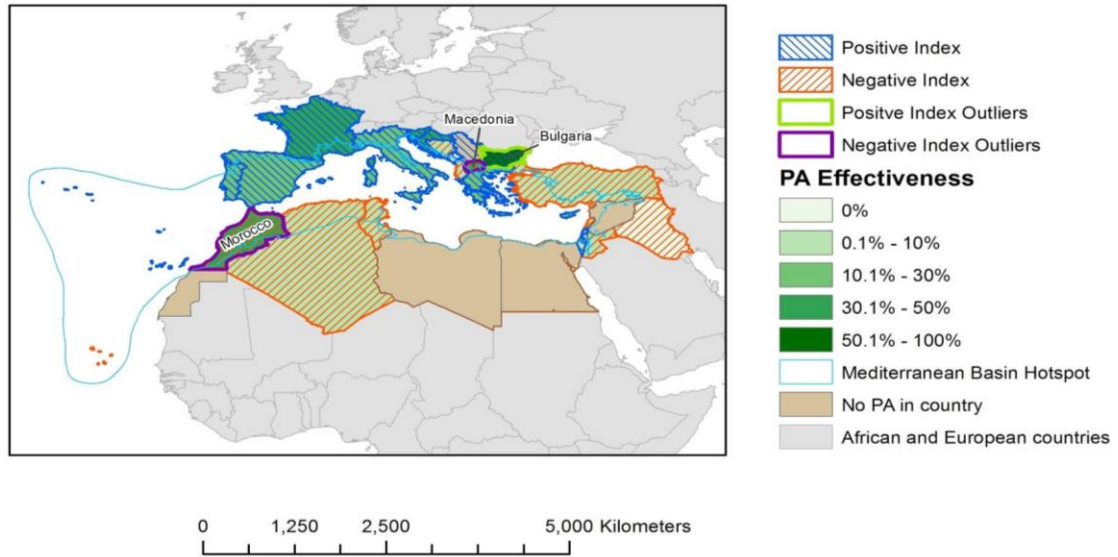 Macedonia
Bulgaria
Morocco
Positive Index
Negative Index
Positive Index Outliers
Negative Index Outliers
PA Effectiveness
0%
0.1% - 10%
10.1% - 30%
30.1% - 50%
50.1% - 100%
Mediterranean Basin Hotspot
No PA in country
African and European countries
0 1,250 2,500 5,000 Kilometers